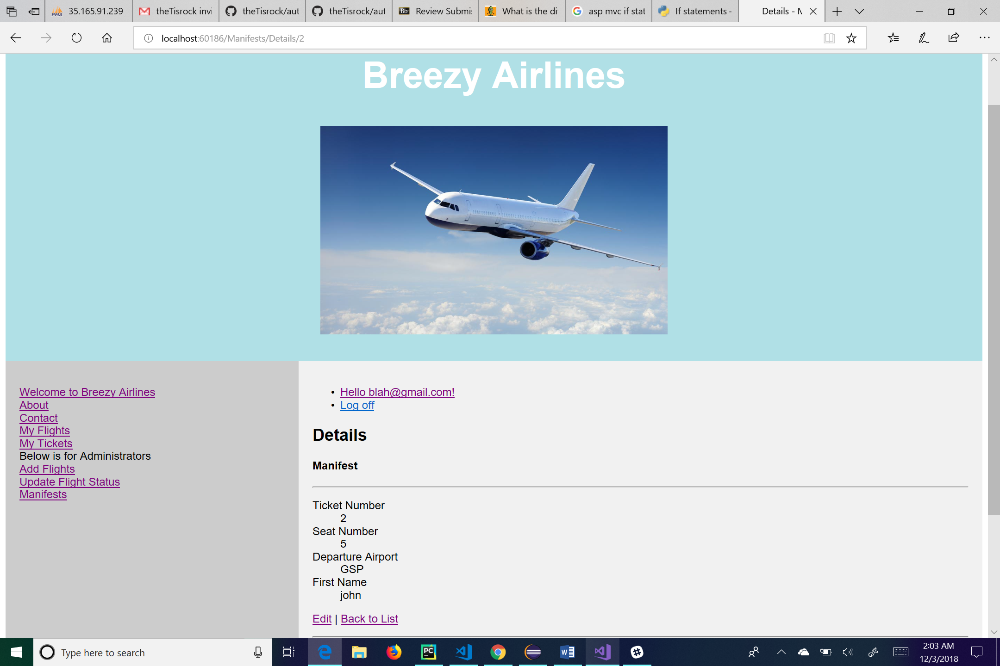 35.165.91.239
theTisrock invi
theTisrock/aut
theTisrock/aut
Review Submi
What is the di
asp mvc if stat
If statements -
Details - M
localhost:60186/Manifests/Details/2
Breezy Airlines
Welcome to Breezy Airlines
About
Contact
My Flights
My Tickets
Below is for Administrators
Add Flights
Update Flight Status
Manifests
Hello blah@gmail.com!
Log off
Details
Manifest
Ticket Number
2
Seat Number
5
Departure Airport
GSP
First Name
john
Edit | Back to List
Type here to search
2:03 AM
12/3/2018